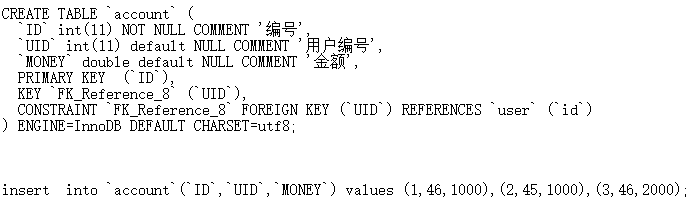 CREATE TABLE `account` (
  `ID` int(11) NOT NULL COMMENT '编号',
  `UID` int(11) default NULL COMMENT '用户编号',
  `MONEY` double default NULL COMMENT '金额',
  PRIMARY KEY  (`ID`),
  KEY `FK_Reference_8` (`UID`),
  CONSTRAINT `FK_Reference_8` FOREIGN KEY (`UID`) REFERENCES `user` (`id`)
) ENGINE=InnoDB DEFAULT CHARSET=utf8;
insert  into `account`(`ID`,`UID`,`MONEY`) values (1,46,1000),(2,45,1000),(3,46,2000);